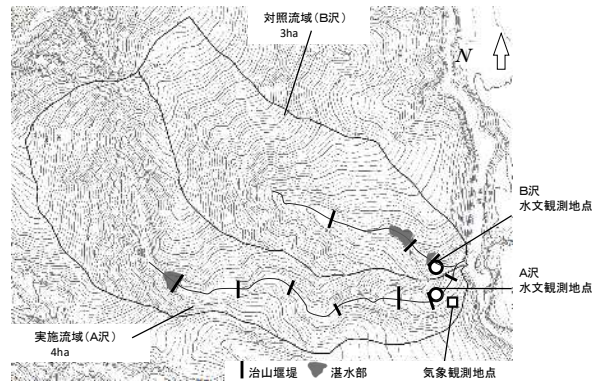 対照流域(B沢)
3ha
N
B沢
水文観測地点
A沢
水文観測地点
実施流域(A沢)
4ha
気象観測地点
治山堰堤
湛水部